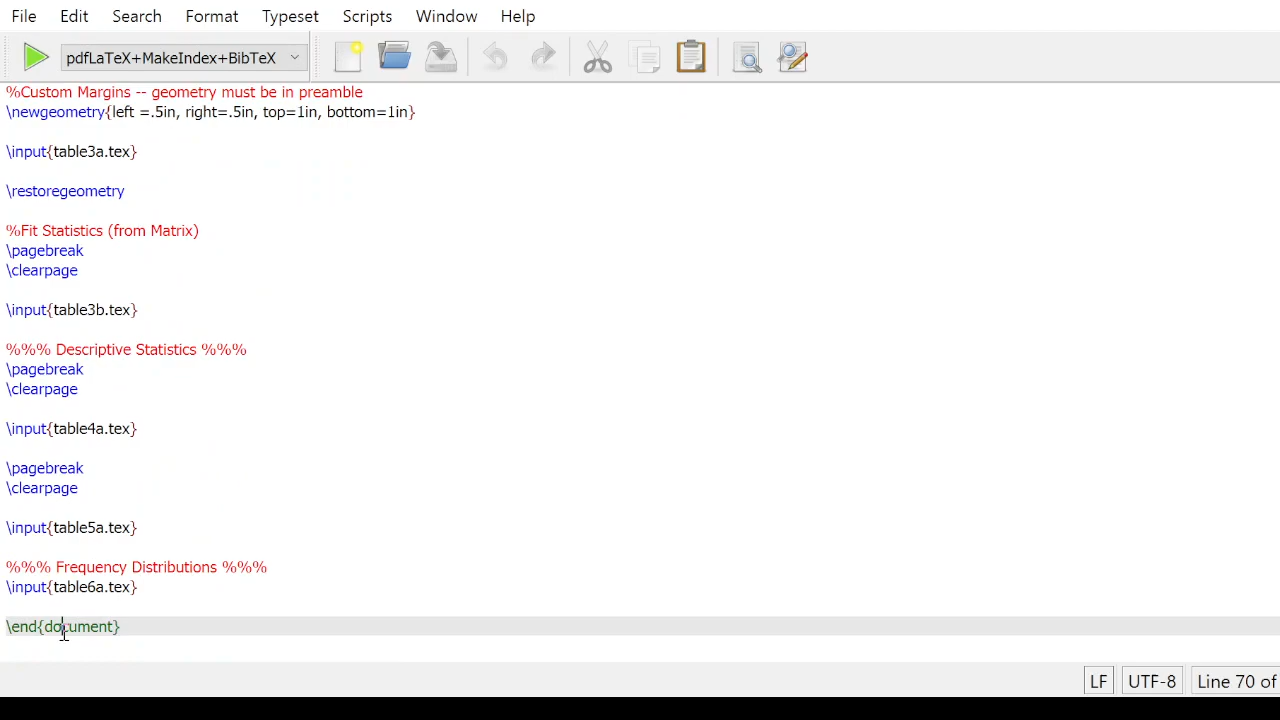 File Edit Search Format Typeset Scripts Window Help
pdfLaTeX+MakeIndex+BibTeX
%Custom Margins -- geometry must be in preamble
\newgeometry{left =.5in, right=.5in, top=1in, bottom=1in}
\input{table3a.tex}
\restoregeometry
%Fit Statistics (from Matrix)
\pagebreak
\clearpage
\input{table3b.tex}
%%% Descriptive Statistics %%%
\pagebreak
\clearpage
\input{table4a.tex}
\pagebreak
\clearpage
\input{table5a.tex}
%%% Frequency Distributions %%%
\input{table6a.tex}
\end{document}
LF UTF-8 Line 70 of